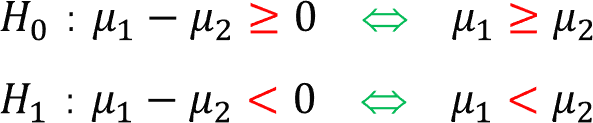 H₀ : μ₁ − μ₂ ≥ 0 ⇔ μ₁ ≥ μ₂
H₁ : μ₁ − μ₂ < 0 ⇔ μ₁ < μ₂